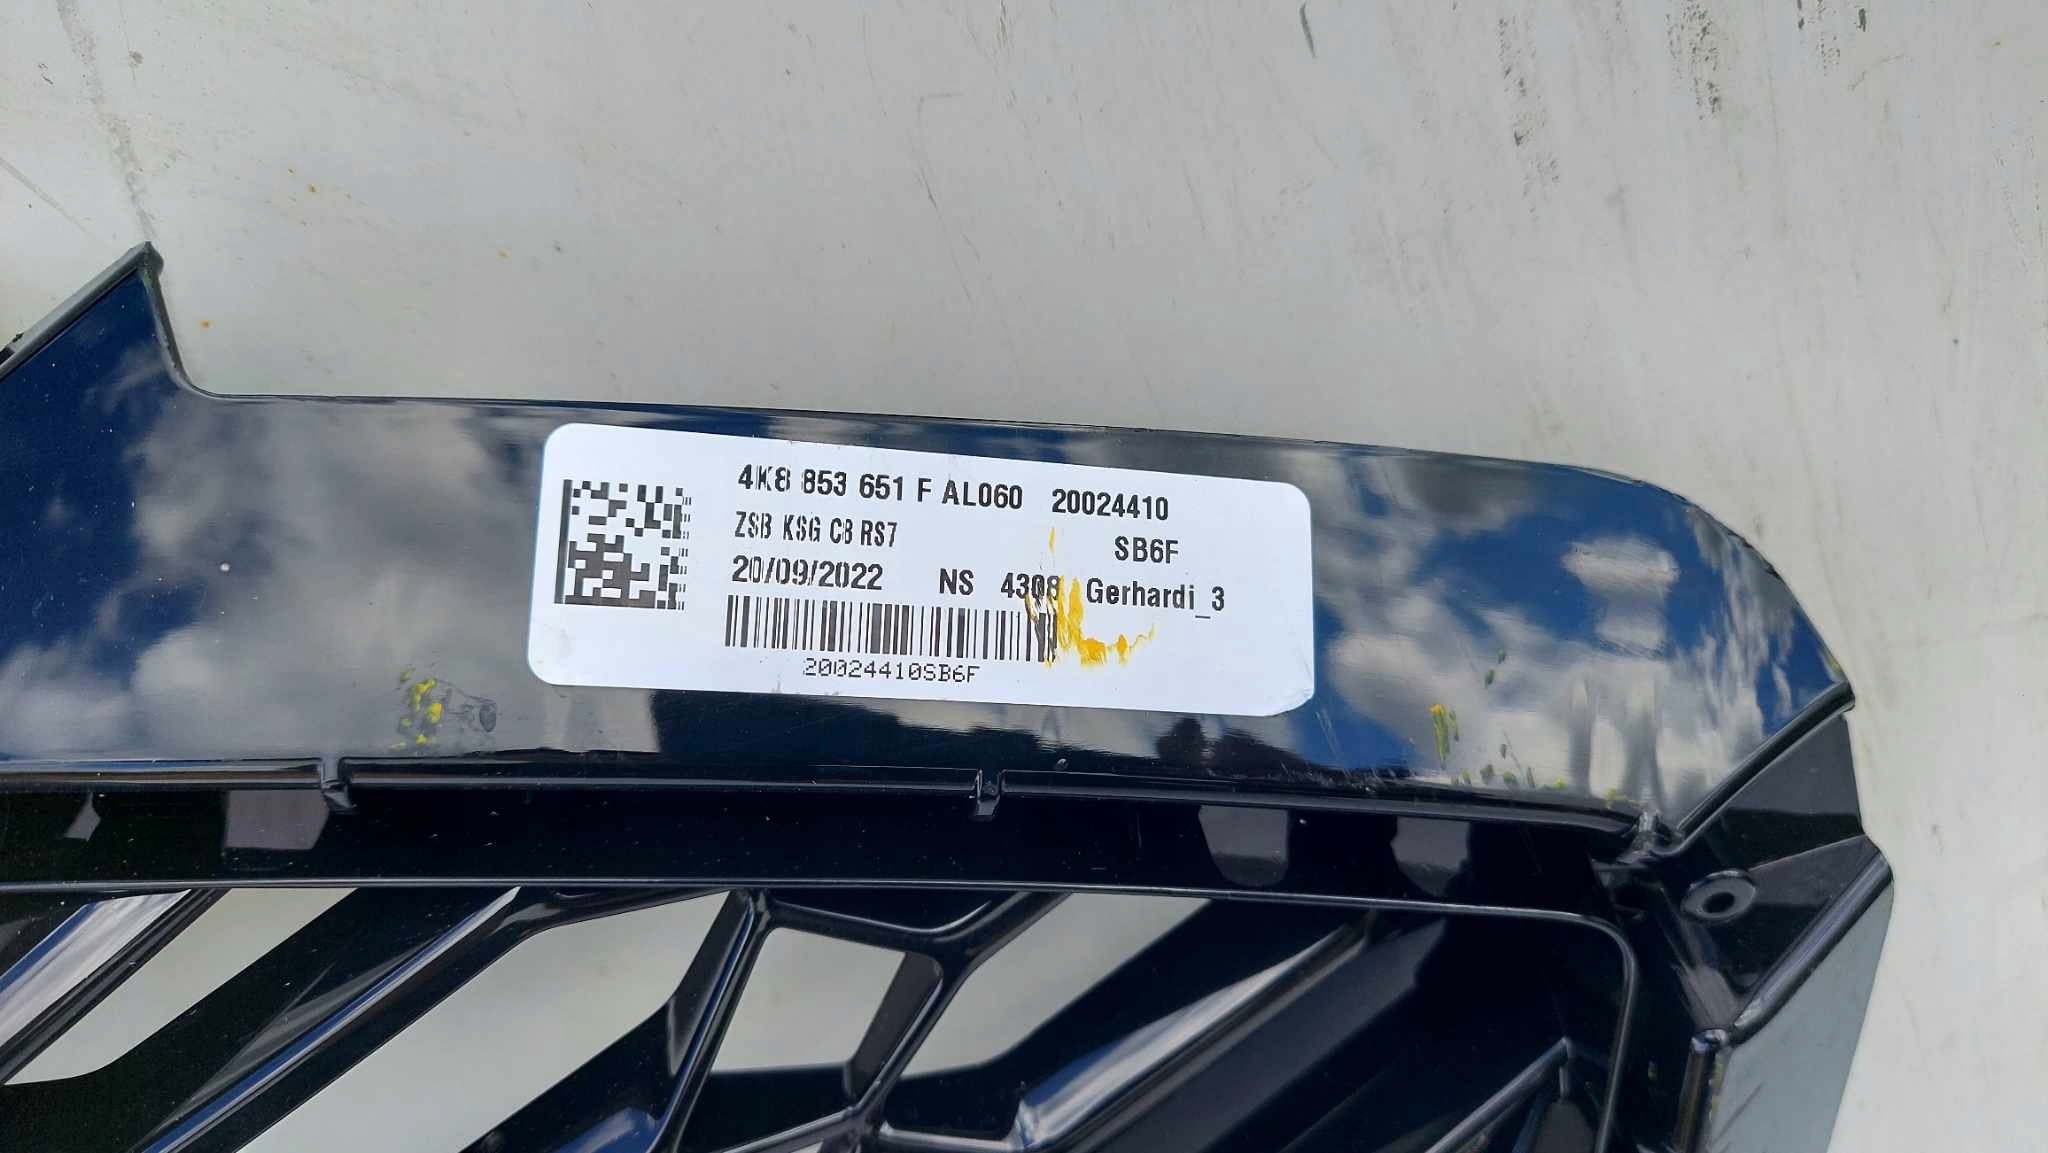 4K8 853 651 F AL060 20024410
ZSB KSG C8 RS7 SB6F
20/09/2022 NS 4308 Gerhardi_3
20024410SB6F